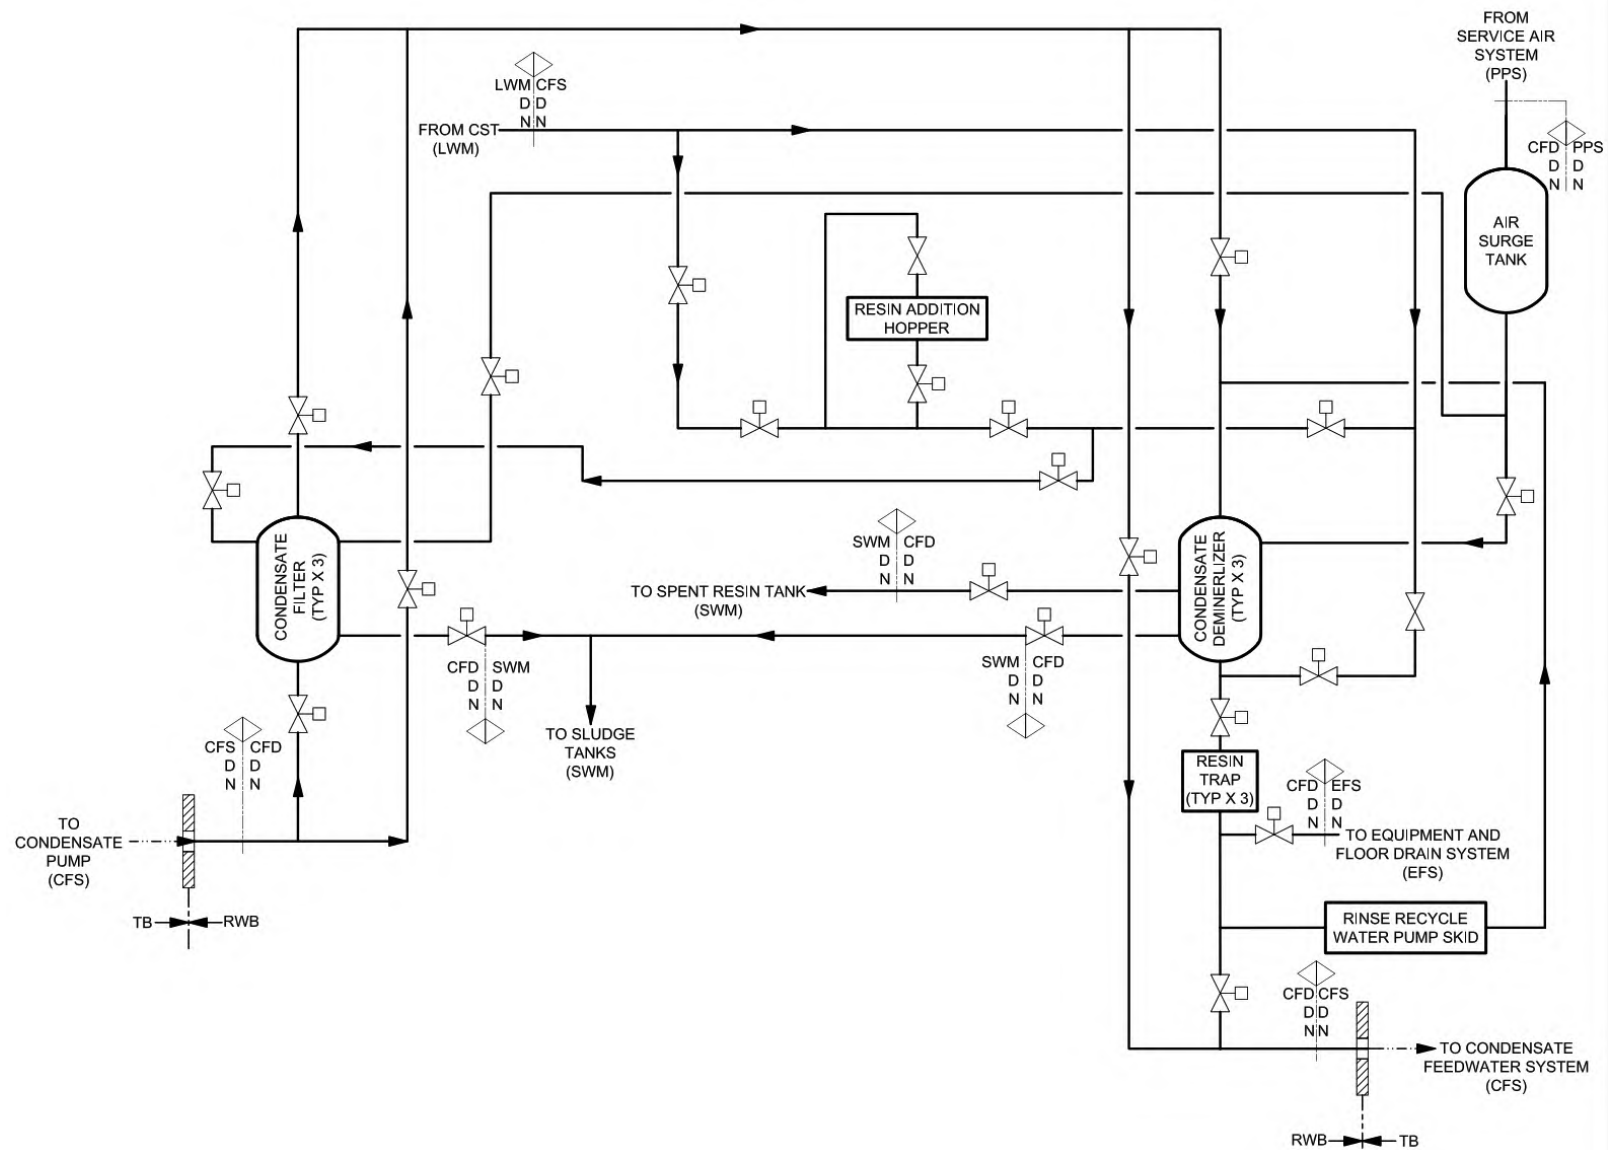 FROM
SERVICE AIR
SYSTEM
(PPS)
LWM CFS
D D
N N
FROM CST
(LWM)
CFD PPS
D D
N N
AIR
SURGE
TANK
RESIN ADDITION
HOPPER
CONDENSATE
FILTER
(TYP X 3)
SWM CFD
D D
N N
TO SPENT RESIN TANK
(SWM)
CONDENSATE
DEMINERLIZER
(TYP X 3)
CFD SWM
D D
N N
SWM CFD
D D
N N
TO SLUDGE
TANKS
(SWM)
CFS CFD
D D
N N
RESIN
TRAP
(TYP X 3)
CFD EFS
D D
N N
TO
CONDENSATE
PUMP
(CFS)
TO EQUIPMENT AND
FLOOR DRAIN SYSTEM
(EFS)
TB RWB
RINSE RECYCLE
WATER PUMP SKID
CFD CFS
D D
N N
TO CONDENSATE
FEEDWATER SYSTEM
(CFS)
RWB TB